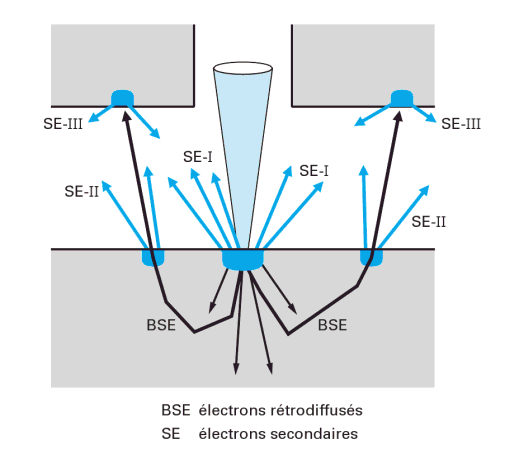 SE-III
SE-III
SE-I
SE-I
SE-II
SE-II
BSE
BSE
BSE électrons rétrodiffusés
SE électrons secondaires